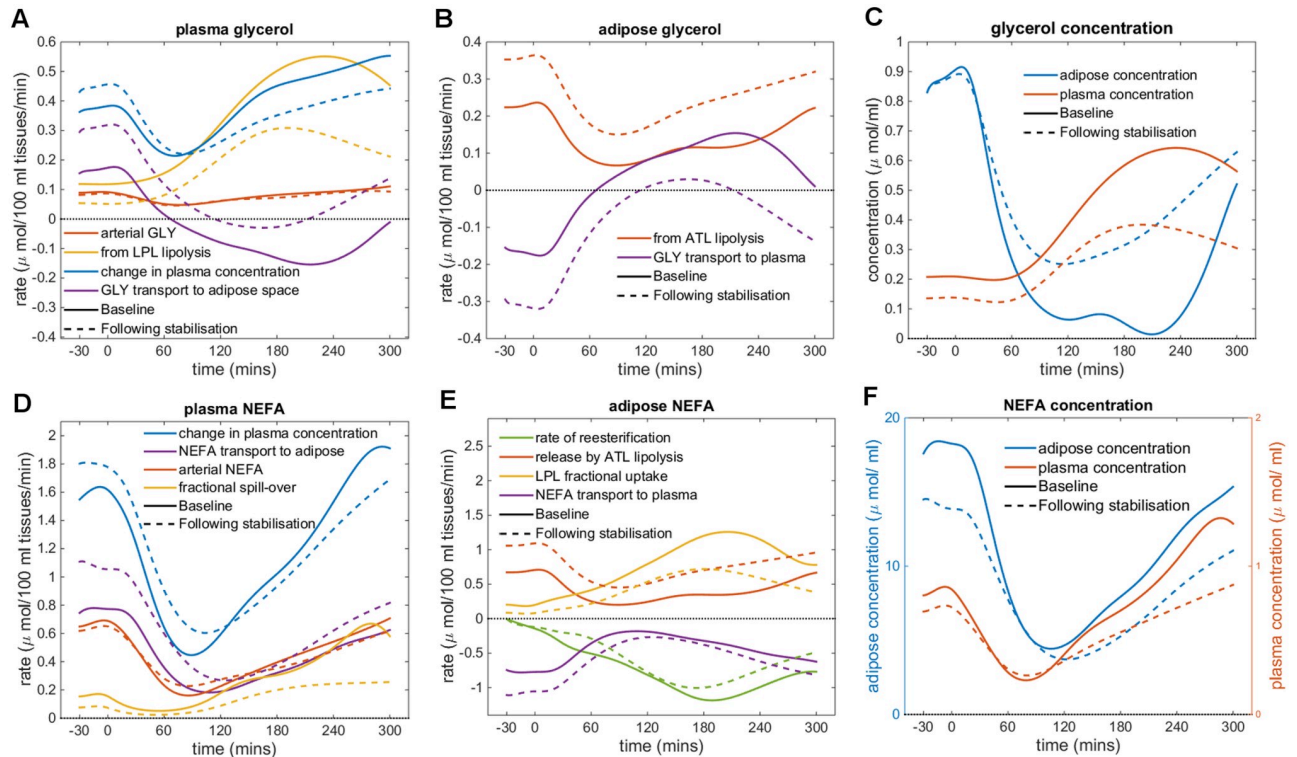 A
plasma glycerol
rate (μ mol/100 ml tissues/min)
0.6
0.5
0.4
0.3
0.2
0.1
0
-0.1
-0.2
-0.3
-0.4
arterial GLY
from LPL lipolysis
change in plasma concentration
GLY transport to adipose space
Baseline
Following stabilisation
-30 0 60 120 180 240 300
time (mins)
B
adipose glycerol
rate (μ mol/100 ml tissue/min)
0.4
0.3
0.2
0.1
0
-0.1
-0.2
-0.3
-0.4
from ATL lipolysis
GLY transport to plasma
Baseline
Following stabilisation
-30 0 60 120 180 240 300
time (mins)
C
glycerol concentration
concentration (μ mol/ml)
1
0.9
0.8
0.7
0.6
0.5
0.4
0.3
0.2
0.1
0
adipose concentration
plasma concentration
Baseline
Following stabilisation
-30 0 60 120 180 240 300
time (mins)
D
plasma NEFA
rate (μ mol/100 ml tissues/min)
2
1.8
1.6
1.4
1.2
1
0.8
0.6
0.4
0.2
0
change in plasma concentration
NEFA transport to adipose
arterial NEFA
fractional spill-over
Baseline
Following stabilisation
-30 0 60 120 180 240 300
time (mins)
E
adipose NEFA
rate (μ mol/100 ml tissues/min)
2.5
2
1.5
1
0.5
0
-0.5
-1
rate of reesterification
release by ATL lipolysis
LPL fractional uptake
NEFA transport to plasma
Baseline
Following stabilisation
-30 0 60 120 180 240 300
time (mins)
F
NEFA concentration
adipose concentration (μ mol/ ml)
20
10
0
adipose concentration
plasma concentration
Baseline
Following stabilisation
2
1
0
plasma concentration (μ mol/ ml)
-30 0 60 120 180 240 300
time (mins)